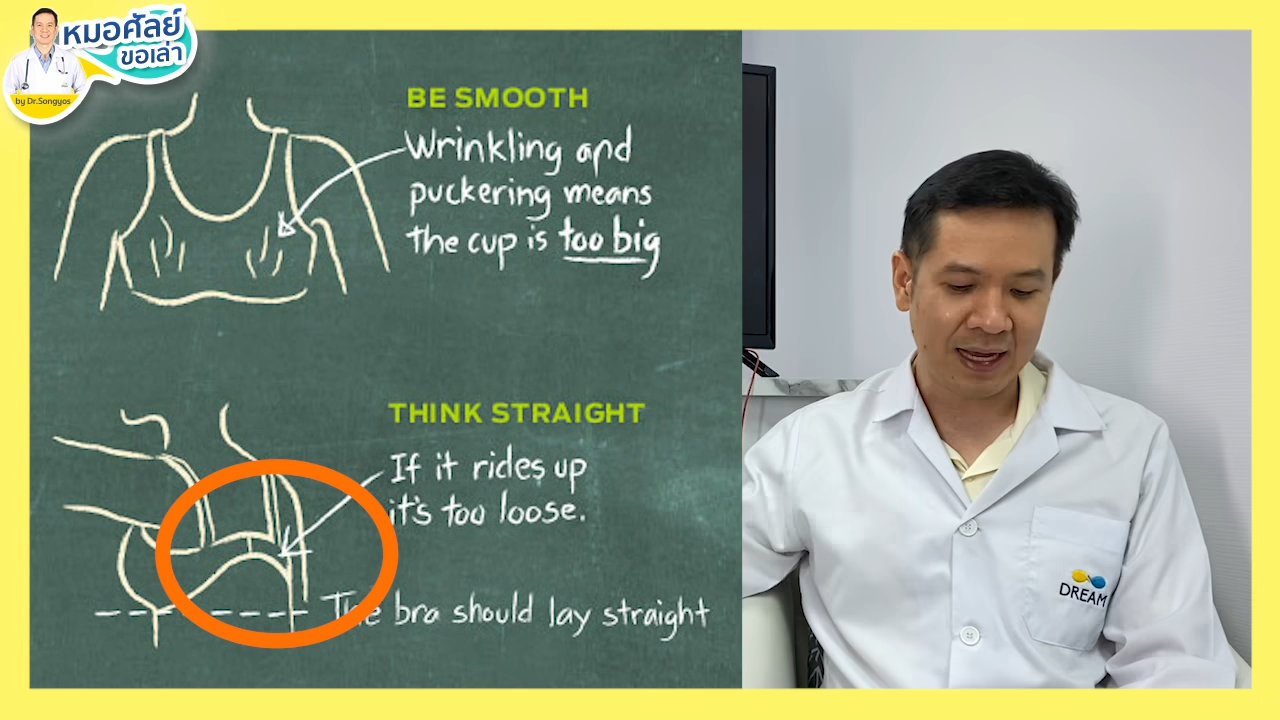 หมอศัลย์
ขอเล่า
by Dr.Songyos
BE SMOOTH
Wrinkling and
puckering means
the cup is too big
THINK STRAIGHT
If it rides up
it's too loose.
The bra should lay straight
DREAM